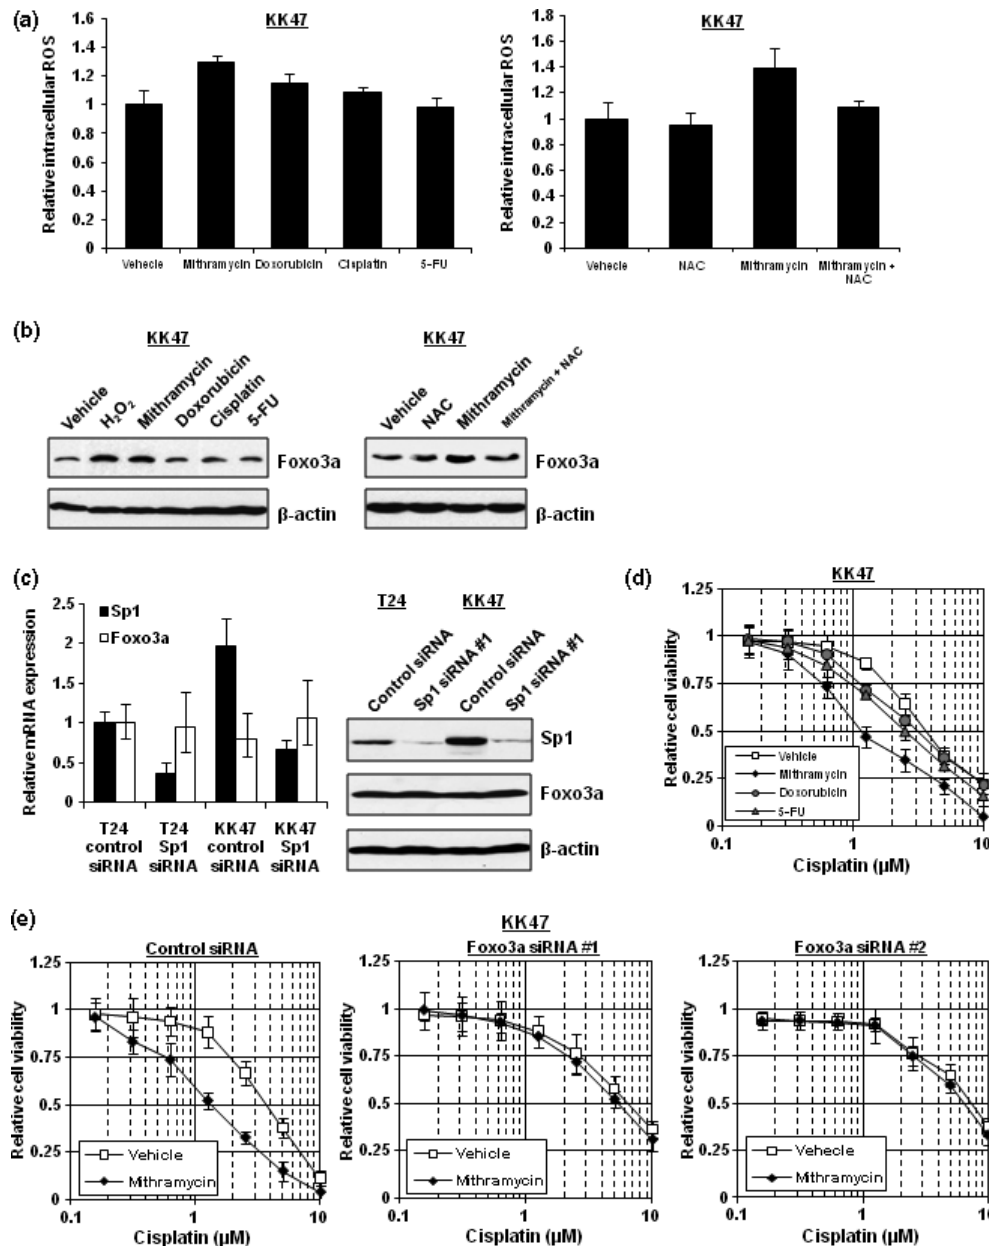 (a)
KK47
Relative intracellular ROS
1.6
1.4
1.2
1
0.8
0.6
0.4
0.2
0
Vehecle
Mithramycin
Doxorubicin
Cisplatin
5-FU
KK47
Relative intracellular ROS
1.8
1.6
1.4
1.2
1.0
0.8
0.6
0.4
0.2
0
Vehecle
NAC
Mithramycin
Mithramycin +
NAC
(b)
KK47
Vehicle
H2O2
Mithramycin
Doxorubicin
Cisplatin
5-FU
Foxo3a
β-actin
KK47
Vehicle
NAC
Mithramycin
Mithramycin + NAC
Foxo3a
β-actin
(c)
Relative mRNA expression
2.5
2
1.5
1
0.5
0
Sp1
Foxo3a
T24
control
siRNA
T24
Sp1
siRNA
KK47
control
siRNA
KK47
Sp1
siRNA
T24
KK47
Control siRNA
Sp1 siRNA #1
Control siRNA
Sp1 siRNA #1
Sp1
Foxo3a
β-actin
(d)
KK47
Relative cell viability
1.25
1
0.75
0.5
0.25
0
Vehicle
Mithramycin
Doxorubicin
5-FU
0.1
1
10
Cisplatin (µM)
(e)
KK47
Control siRNA
Relative cell viability
1.25
1
0.75
0.5
0.25
0
Vehicle
Mithramycin
0.1
1
10
Cisplatin (µM)
Foxo3a siRNA #1
Relative cell viability
1.25
1
0.75
0.5
0.25
0
Vehicle
Mithramycin
0.1
1
10
Cisplatin (µM)
Foxo3a siRNA #2
Relative cell viability
1.25
1
0.75
0.5
0.25
0
Vehecle
Mithramycin
0.1
1
10
Cisplatin (µM)